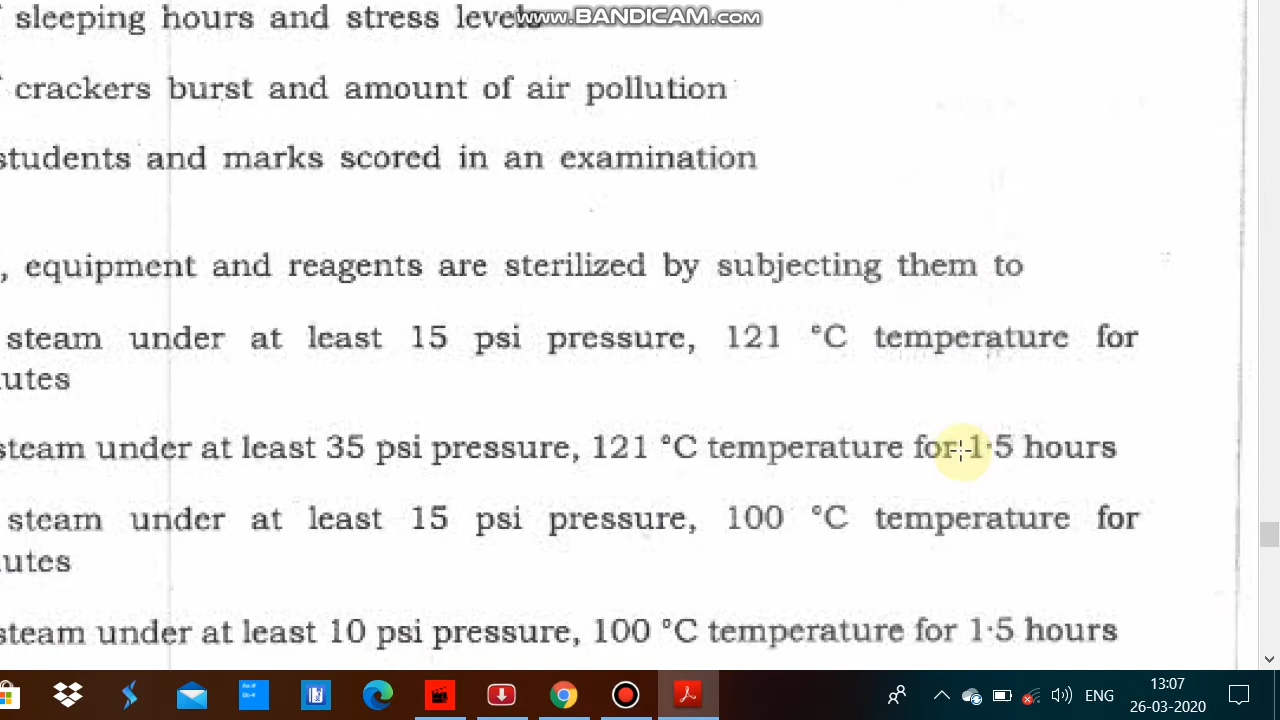 www.BANDICAM.com
sleeping hours and stress levels
crackers burst and amount of air pollution
students and marks scored in an examination
, equipment and reagents are sterilized by subjecting them to
steam under at least 15 psi pressure, 121 °C temperature for
utes
steam under at least 35 psi pressure, 121 °C temperature for 1·5 hours
steam under at least 15 psi pressure, 100 °C temperature for
utes
steam under at least 10 psi pressure, 100 °C temperature for 1·5 hours
ENG
13:07
26-03-2020